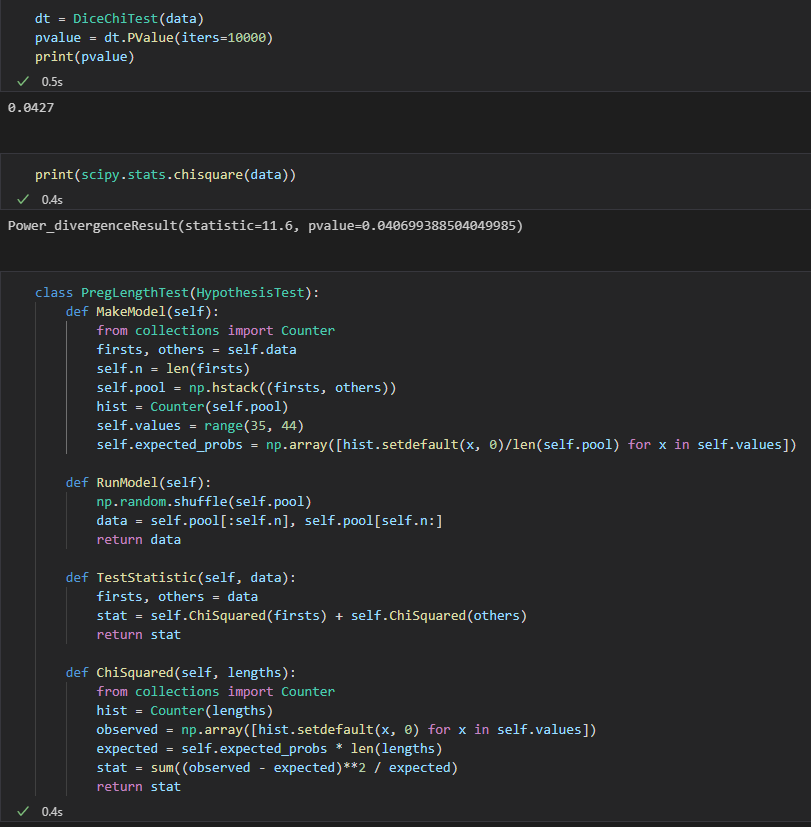 dt = DiceChiTest(data)
pvalue = dt.PValue(iters=10000)
print(pvalue)
0.5s
0.0427
print(scipy.stats.chisquare(data))
0.4s
Power_divergenceResult(statistic=11.6, pvalue=0.040699388504049985)
class PregLengthTest(HypothesisTest):
    def MakeModel(self):
        from collections import Counter
        firsts, others = self.data
        self.n = len(firsts)
        self.pool = np.hstack((firsts, others))
        hist = Counter(self.pool)
        self.values = range(35, 44)
        self.expected_probs = np.array([hist.setdefault(x, 0)/len(self.pool) for x in self.values])
    def RunModel(self):
        np.random.shuffle(self.pool)
        data = self.pool[:self.n], self.pool[self.n:]
        return data
    def TestStatistic(self, data):
        firsts, others = data
        stat = self.ChiSquared(firsts) + self.ChiSquared(others)
        return stat
    def ChiSquared(self, lengths):
        from collections import Counter
        hist = Counter(lengths)
        observed = np.array([hist.setdefault(x, 0) for x in self.values])
        expected = self.expected_probs * len(lengths)
        stat = sum((observed - expected)**2 / expected)
        return stat
0.4s